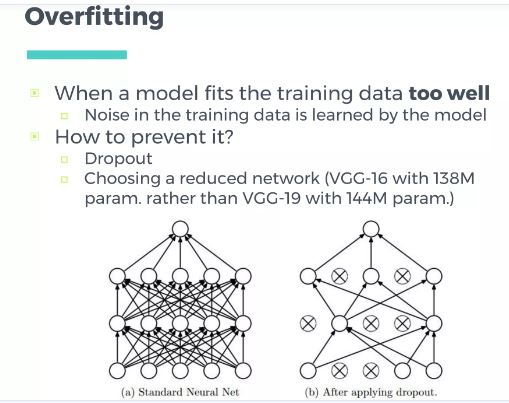 Overfitting
When a model fits the training data too well
Noise in the training data is learned by the model
How to prevent it?
Dropout
Choosing a reduced network (VGG-16 with 138M
param. rather than VGG-19 with 144M param.)
(a) Standard Neural Net
(b) After applying dropout.